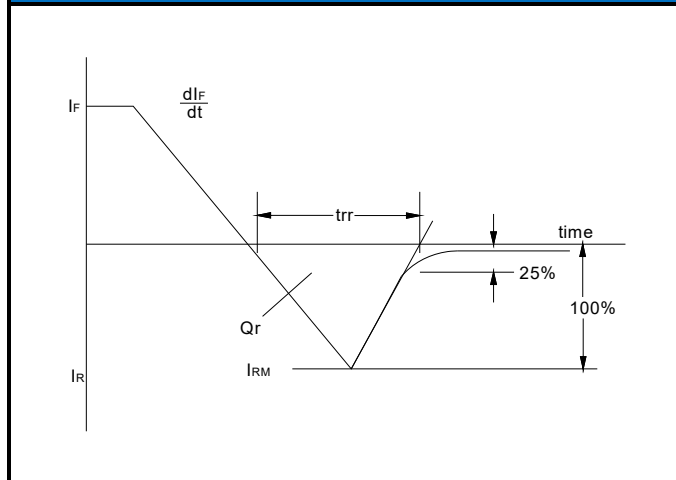 IF
dIF
dt
trr
time
25%
100%
Qr
IRM
IR